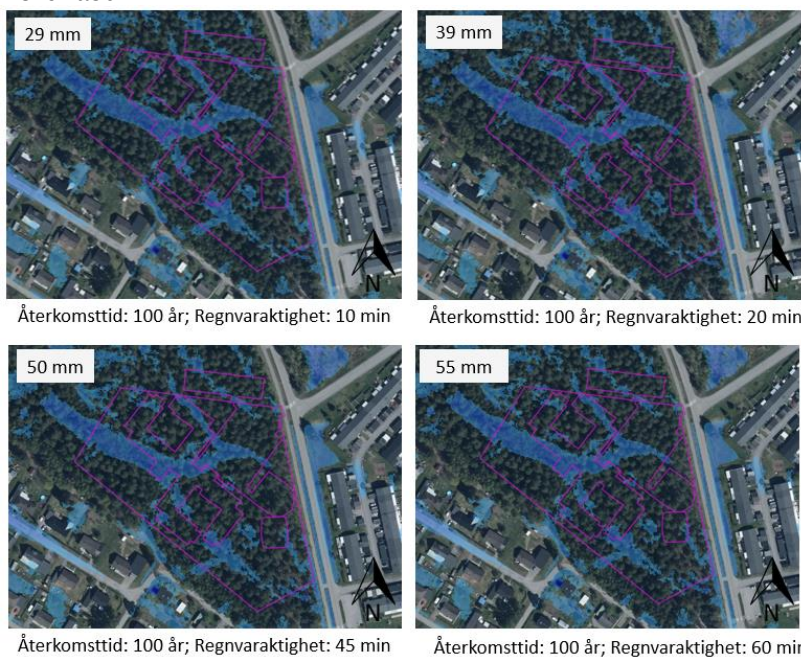 29 mm
39 mm
N
N
Återkomsttid: 100 år; Regnvaraktighet: 10 min
Återkomsttid: 100 år; Regnvaraktighet: 20 min
50 mm
55 mm
N
N
Återkomsttid: 100 år; Regnvaraktighet: 45 min
Återkomsttid: 100 år; Regnvaraktighet: 60 min